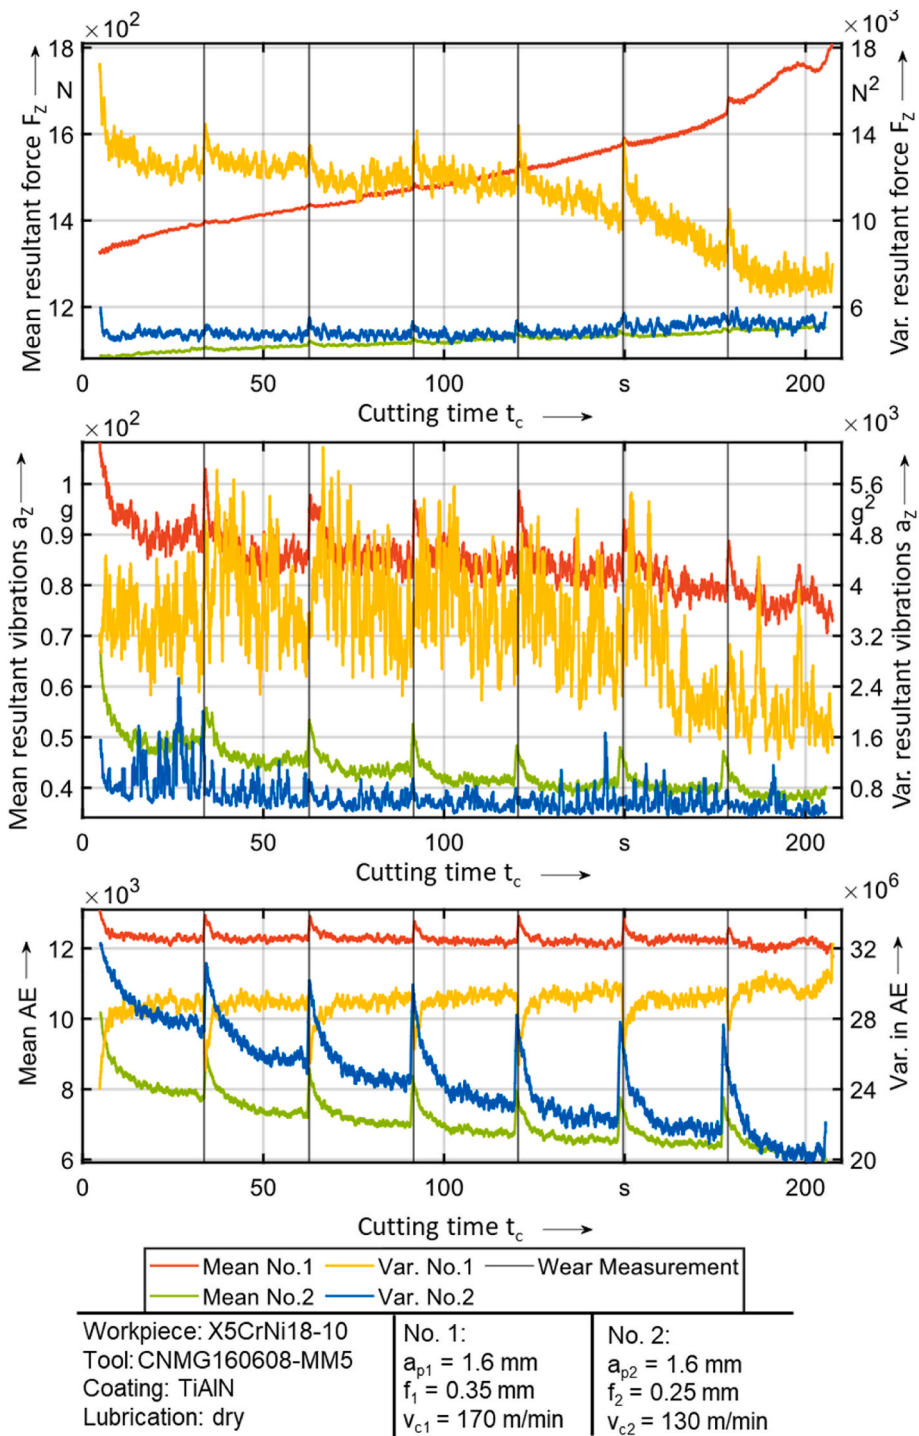 ×10²
×10³
18
N
16
14
12
18
N²
14
10
6
Mean resultant force F_Z
Var. resultant force F_Z
0 50 100 s 200
Cutting time t_c
×10²
×10³
1
g
0.9
0.8
0.7
0.6
0.5
0.4
5.6
g²
4.8
4
3.2
2.4
1.6
0.8
Mean resultant vibrations a_Z
Var. resultant vibrations a_Z
0 50 100 s 200
Cutting time t_c
×10³
×10⁶
12
10
8
6
32
28
24
20
Mean AE
Var. in AE
0 50 100 s 200
Cutting time t_c
Mean No.1 Var. No.1 Wear Measurement
Mean No.2 Var. No.2
Workpiece: X5CrNi18-10
Tool: CNMG160608-MM5
Coating: TiAlN
Lubrication: dry
No. 1:
a_p1 = 1.6 mm
f_1 = 0.35 mm
v_c1 = 170 m/min
No. 2:
a_p2 = 1.6 mm
f_2 = 0.25 mm
v_c2 = 130 m/min